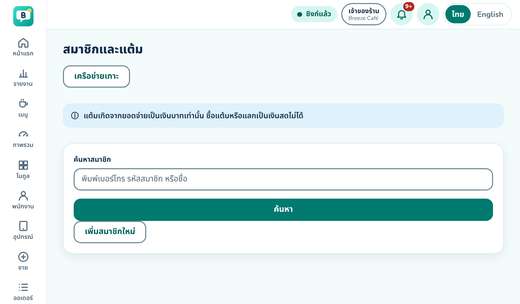 B
ซิงก์แล้ว
เจ้าของร้าน
Breeze Café
9+
ไทย
English
หน้าแรก
รายงาน
เมนู
ภาพรวม
โมดูล
พนักงาน
อุปกรณ์
ขาย
ออเดอร์
สมาชิกและแต้ม
เครือข่ายเกาะ
แต้มเกิดจากยอดจ่ายเป็นเงินบาทเท่านั้น ซื้อแต้มหรือแลกเป็นเงินสดไม่ได้
ค้นหาสมาชิก
พิมพ์เบอร์โทร รหัสสมาชิก หรือชื่อ
ค้นหา
เพิ่มสมาชิกใหม่